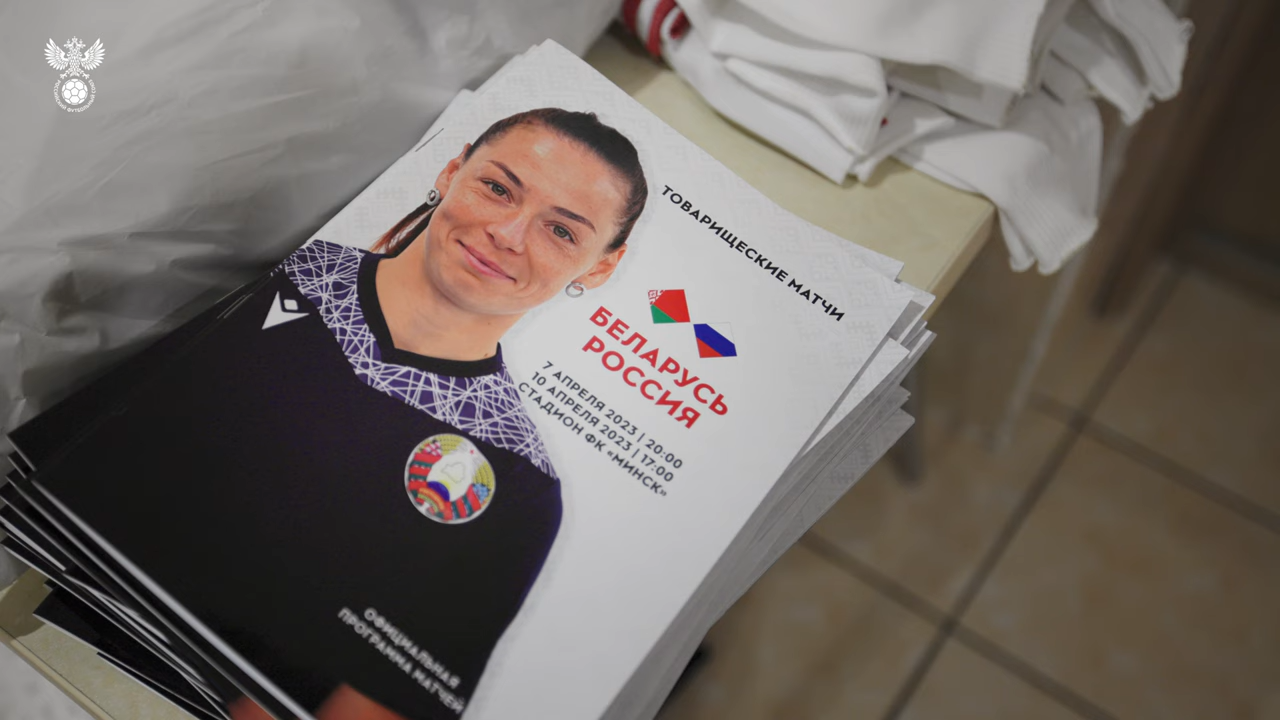 ТОВАРИЩЕСКИЕ МАТЧИ
БЕЛАРУСЬ
РОССИЯ
7 АПРЕЛЯ 2023 | 20:00
10 АПРЕЛЯ 2023 | 17:00
СТАДИОН ФК «МИНСК»
ОФИЦИАЛЬНАЯ
ПРОГРАММА МАТЧЕЙ